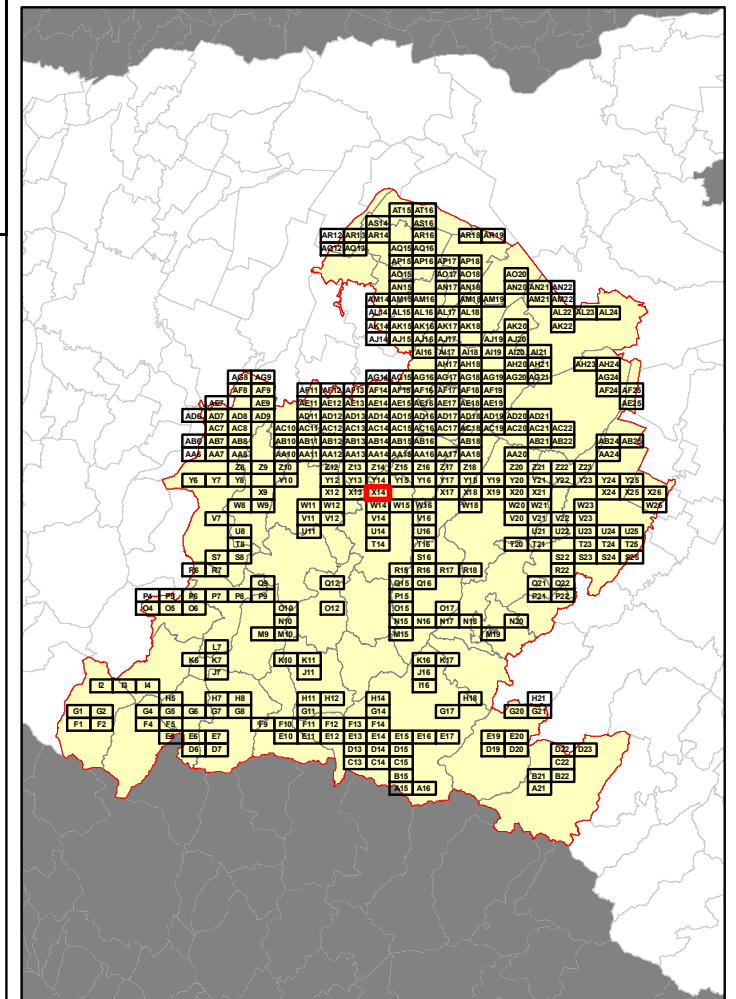 AT15 AT16
AS14 AS16
AR12 AR13 AR14 AR16 AR18 AR19
AQ12 AQ13 AQ15 AQ16
AP15 AP16 AP17 AP18
AO15 AO17 AO18 AO20
AN15 AN17 AN18 AN20 AN21 AN22
AM14 AM15 AM16 AM18 AM19 AM21 AM22
AL14 AL15 AL16 AL17 AL18 AL22 AL23 AL24
AK14 AK15 AK16 AK17 AK18 AK20 AK22
AJ14 AJ15 AJ16 AJ17 AJ19 AJ20
AI16 AI17 AI18 AI19 AI20 AI21
AH17 AH18 AH20 AH21 AH23 AH24
AG8 AG9 AG14 AG15 AG16 AG17 AG18 AG19 AG20 AG21 AG24
AF8 AF9 AF11 AF12 AF13 AF14 AF15 AF16 AF17 AF18 AF19 AF24 AF25
AE7 AE9 AE11 AE12 AE13 AE14 AE15 AE16 AE17 AE18 AE19 AE25
AD6 AD7 AD8 AD9 AD11 AD12 AD13 AD14 AD15 AD16 AD17 AD18 AD19 AD20 AD21
AC7 AC8 AC10 AC11 AC12 AC13 AC14 AC15 AC16 AC17 AC18 AC19 AC20 AC21 AC22
AB6 AB7 AB8 AB10 AB11 AB12 AB13 AB14 AB15 AB16 AB18 AB21 AB22 AB24 AB25
AA6 AA7 AA8 AA10 AA11 AA12 AA13 AA14 AA15 AA16 AA17 AA18 AA20 AA24
Z8 Z9 Z10 Z12 Z13 Z14 Z15 Z16 Z17 Z18 Z20 Z21 Z22 Z23
Y6 Y7 Y8 Y10 Y12 Y13 Y14 Y15 Y16 Y17 Y18 Y19 Y20 Y21 Y22 Y23 Y24 Y25
X9 X12 X13 X14 X17 X18 X19 X20 X21 X24 X25 X26
W8 W9 W11 W12 W14 W15 W16 W18 W20 W21 W23 W26
V7 V11 V12 V14 V16 V20 V21 V22 V23
U8 U11 U14 U16 U21 U22 U23 U24 U25
T8 T14 T16 T20 T21 T23 T24 T25
S7 S8 S16 S22 S23 S24 S25
R6 R7 R15 R16 R17 R18 R22
Q9 Q12 Q15 Q16 Q21 Q22
P4 P5 P6 P7 P8 P9 P15 P21 P22
O4 O5 O6 O10 O12 O15 O17
N10 N15 N16 N17 N18 N20
M9 M10 M15 M19
L7
K6 K7 K10 K11 K16 K17
J7 J11 J16
I2 I3 I4 I16
H5 H7 H8 H11 H12 H14 H18 H21
G1 G2 G4 G5 G6 G7 G8 G11 G17 G20 G21
F1 F2 F4 F5 F9 F10 F11 F12 F13 F14
E5 E6 E7 E10 E11 E12 E13 E14 E15 E16 E17 E19 E20
D6 D7 D13 D14 D15 D19 D20 D22 D23
C13 C14 C15 C22
B15 B21 B22
A15 A16 A21